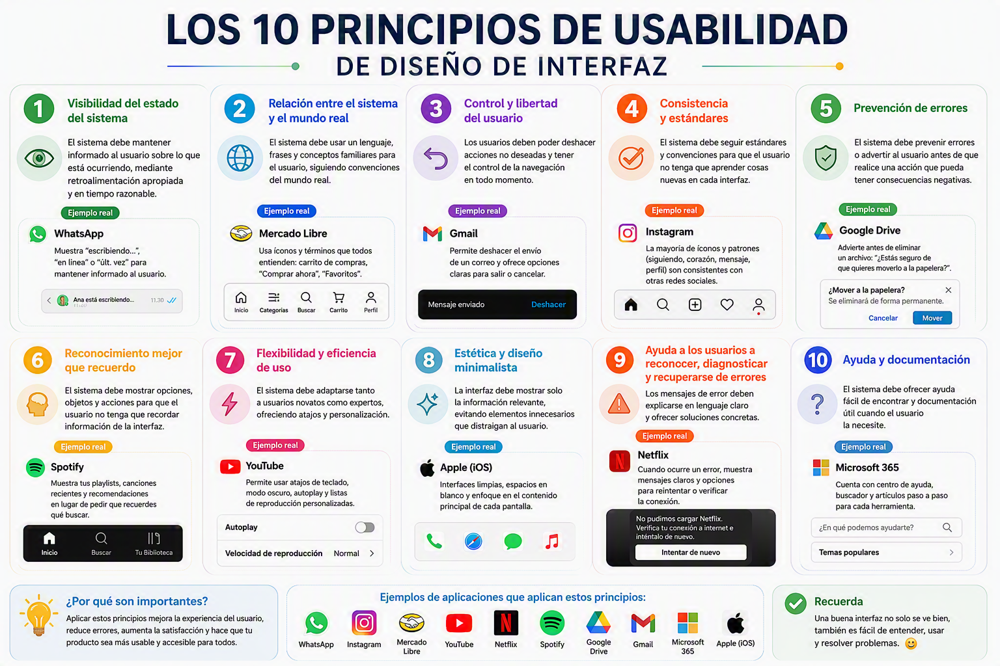 LOS 10 PRINCIPIOS DE USABILIDAD
DE DISEÑO DE INTERFAZ
1
Visibilidad del estado
del sistema
El sistema debe mantener
informado al usuario sobre lo que
está ocurriendo, mediante
retroalimentación apropiada
y en tiempo razonable.
Ejemplo real
WhatsApp
Muestra “escribiendo...”,
“en linea” o “últ. vez” para
mantener informado al usuario.
Ana está escribiendo...
11.30
2
Relación entre el sistema
y el mundo real
El sistema debe usar un lenguaje,
frases y conceptos familiares para
el usuario, siguiendo convenciones
del mundo real.
Ejemplo real
Mercado Libre
Usa íconos y términos que todos
entienden: carrito de compras,
“Comprar ahora”, “Favoritos”.
Inicio
Categorías
Buscar
Carrito
Perfil
3
Control y libertad
del usuario
Los usuarios deben poder deshacer
acciones no deseadas y tener
el control de la navegación
en todo momento.
Ejemplo real
Gmail
Permite deshacer el envío
de un correo y ofrece opciones
claras para salir o cancelar.
Mensaje enviado
Deshacer
4
Consistencia
y estándares
El sistema debe seguir estándares
y convenciones para que el usuario
no tenga que aprender cosas
nuevas en cada interfaz.
Ejemplo real
Instagram
La mayoría de íconos y patrones
(siguiendo, corazón, mensaje,
perfil) son consistentes con
otras redes sociales.
5
Prevención de errores
El sistema debe prevenir errores
o advertir al usuario antes de que
realice una acción que pueda
tener consecuencias negativas.
Ejemplo real
Google Drive
Advierte antes de eliminar
un archivo: “¿Estás seguro de
que quieres moverlo a la papelera?”.
¿Mover a la papelera?
Se eliminará de forma permanente.
Cancelar
Mover
6
Reconocimiento mejor
que recuerdo
El sistema debe mostrar opciones,
objetos y acciones para que el
usuario no tenga que recordar
información de la interfaz.
Ejemplo real
Spotify
Muestra tus playlists, canciones
recientes y recomendaciones
en lugar de pedir que recuerdes
qué buscar.
Inicio
Buscar
Tu Biblioteca
7
Flexibilidad y eficiencia
de uso
El sistema debe adaptarse tanto
a usuarios novatos como expertos,
ofreciendo atajos y personalización.
Ejemplo real
YouTube
Permite usar atajos de teclado,
modo oscuro, autoplay y listas
de reproducción personalizadas.
Autoplay
Velocidad de reproducción
Normal
8
Estética y diseño
minimalista
La interfaz debe mostrar solo
la información relevante,
evitando elementos innecesarios
que distraigan al usuario.
Ejemplo real
Apple (iOS)
Interfaces limpias, espacios en
blanco y enfoque en el contenido
principal de cada pantalla.
9
Ayuda a los usuarios a
reconccer, diagnosticar
y recuperarse de errores
Los mensajes de error deben
explicarse en lenguaje claro
y ofrecer soluciones concretas.
Ejemplo real
Netflix
Cuando ocurre un error, muestra
mensajes claros y opciones
para reintentar o verificar
la conexión.
No pudimos cargar Netflix.
Verifica tu conexión a internet e
inténtalo de nuevo.
Intentar de nuevo
10
Ayuda y documentación
El sistema debe ofrecer ayuda
fácil de encontrar y documentación
útil cuando el usuario
la necesite.
Ejemplo real
Microsoft 365
Cuenta con centro de ayuda,
buscador y artículos paso a paso
para cada herramienta.
¿En qué podemos ayudarte?
Temas populares
¿Por qué son importantes?
Aplicar estos principios mejora la experiencia del usuario,
reduce errores, aumenta la satisfacción y hace que tu
producto sea más usable y accesible para todos.
Ejemplos de aplicaciones que aplican estos principios:
WhatsApp
Instagram
Mercado
Libre
YouTube
Netflix
Spotify
Google
Drive
Gmail
Microsoft
365
Apple (iOS)
Recuerda
Una buena interfaz no solo se ve bien,
también es fácil de entender, usar
y resolver problemas.